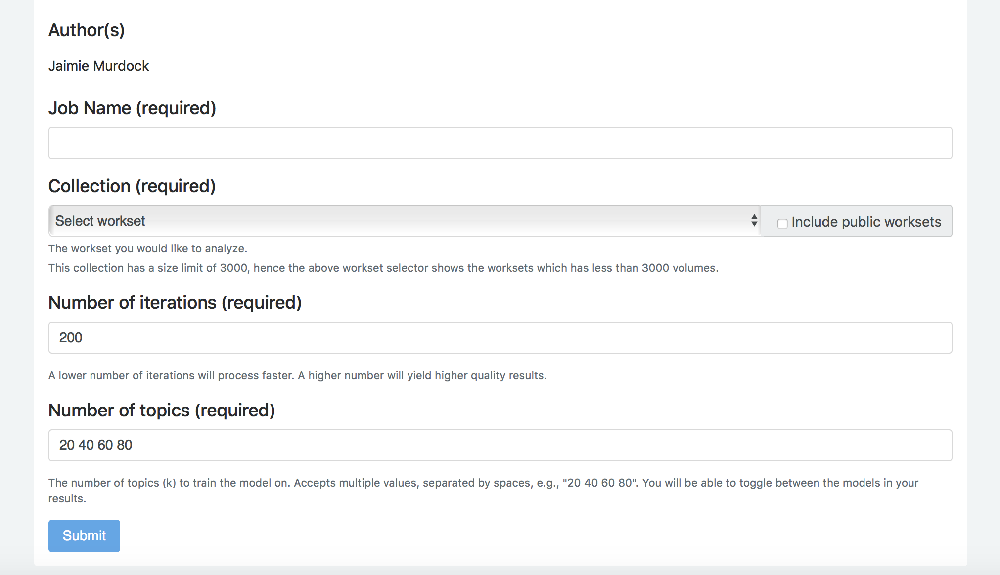 Author(s)
Jaimie Murdock
Job Name (required)
Collection (required)
Select workset
Include public worksets
The workset you would like to analyze.
This collection has a size limit of 3000, hence the above workset selector shows the worksets which has less than 3000 volumes.
Number of iterations (required)
200
A lower number of iterations will process faster. A higher number will yield higher quality results.
Number of topics (required)
20 40 60 80
The number of topics (k) to train the model on. Accepts multiple values, separated by spaces, e.g., "20 40 60 80". You will be able to toggle between the models in your
results.
Submit